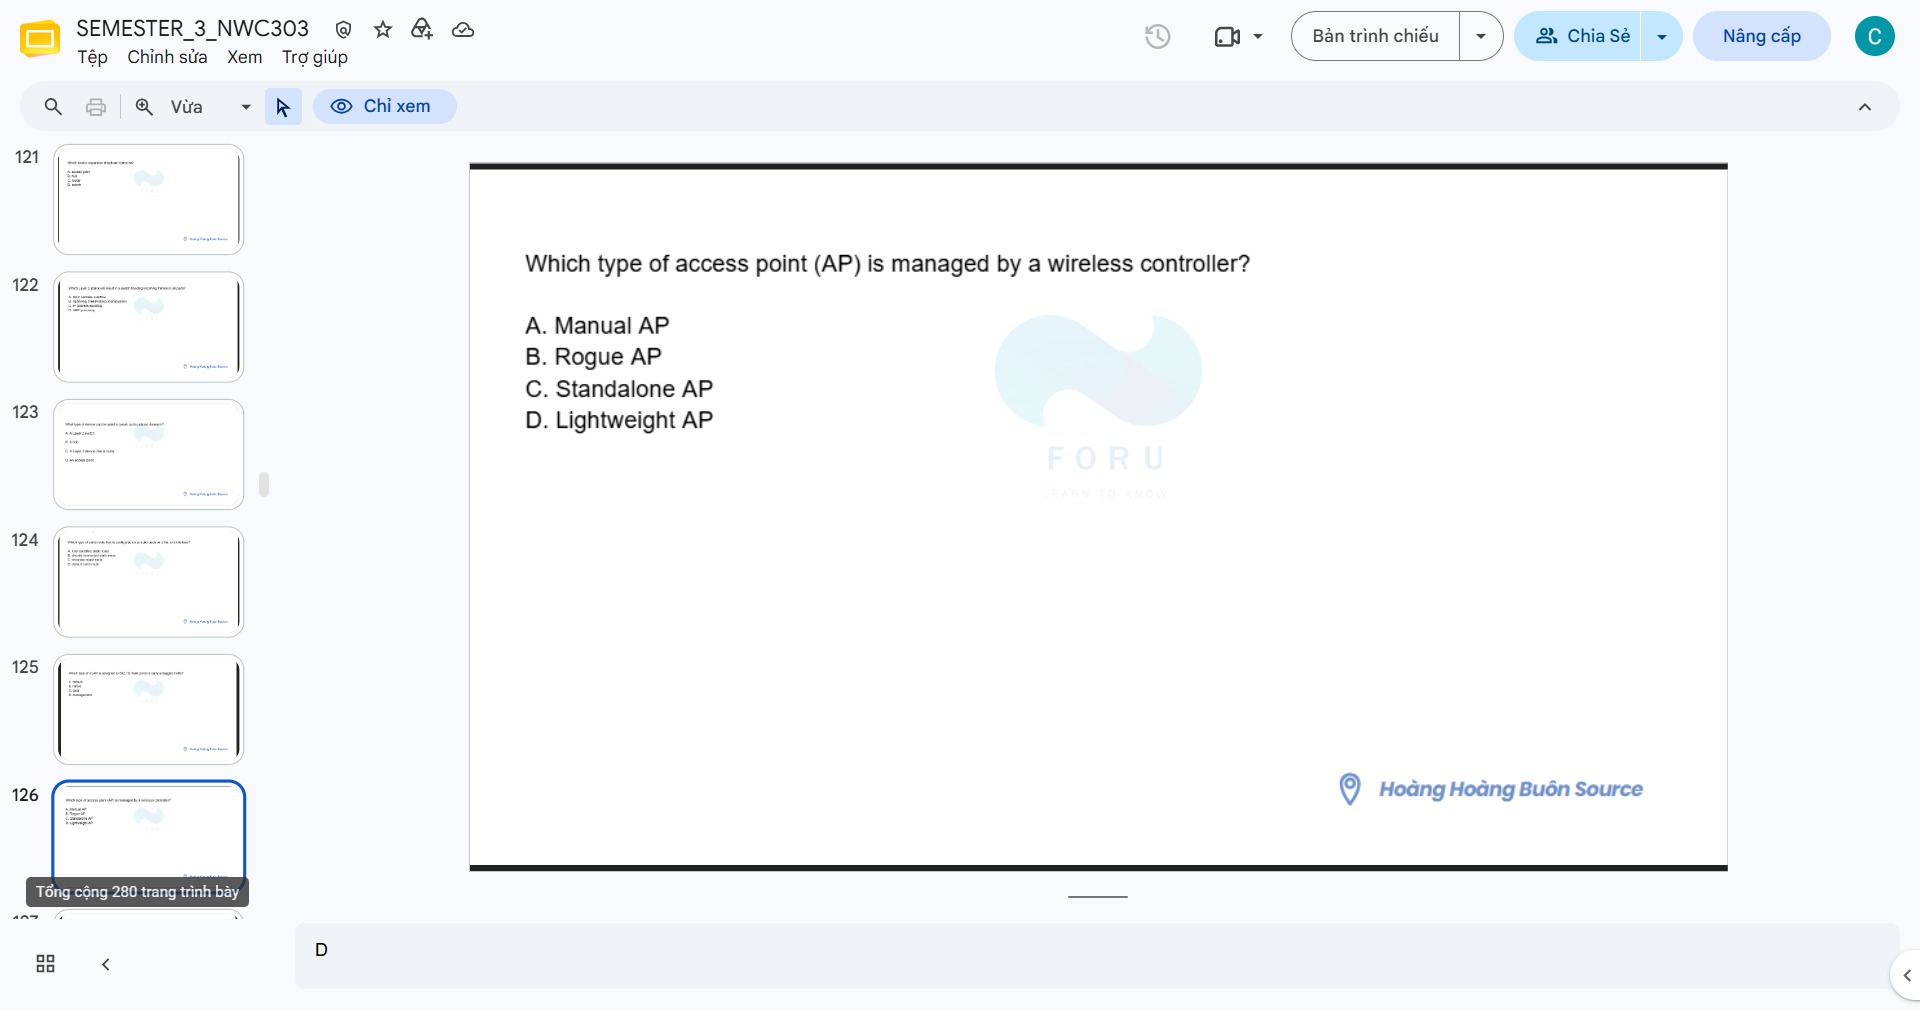 SEMESTER_3_NWC303
Tệp Chỉnh sửa Xem Trợ giúp
Bản trình chiếu
Chia Sẻ
Nâng cấp
C
Vừa
Chỉ xem
121
122
123
124
125
126
Tổng cộng 280 trang trình bày
Which type of access point (AP) is managed by a wireless controller?
A. Manual AP
B. Rogue AP
C. Standalone AP
D. Lightweight AP
FORU
LEARN TO KNOW
Hoàng Hoàng Buôn Source
D